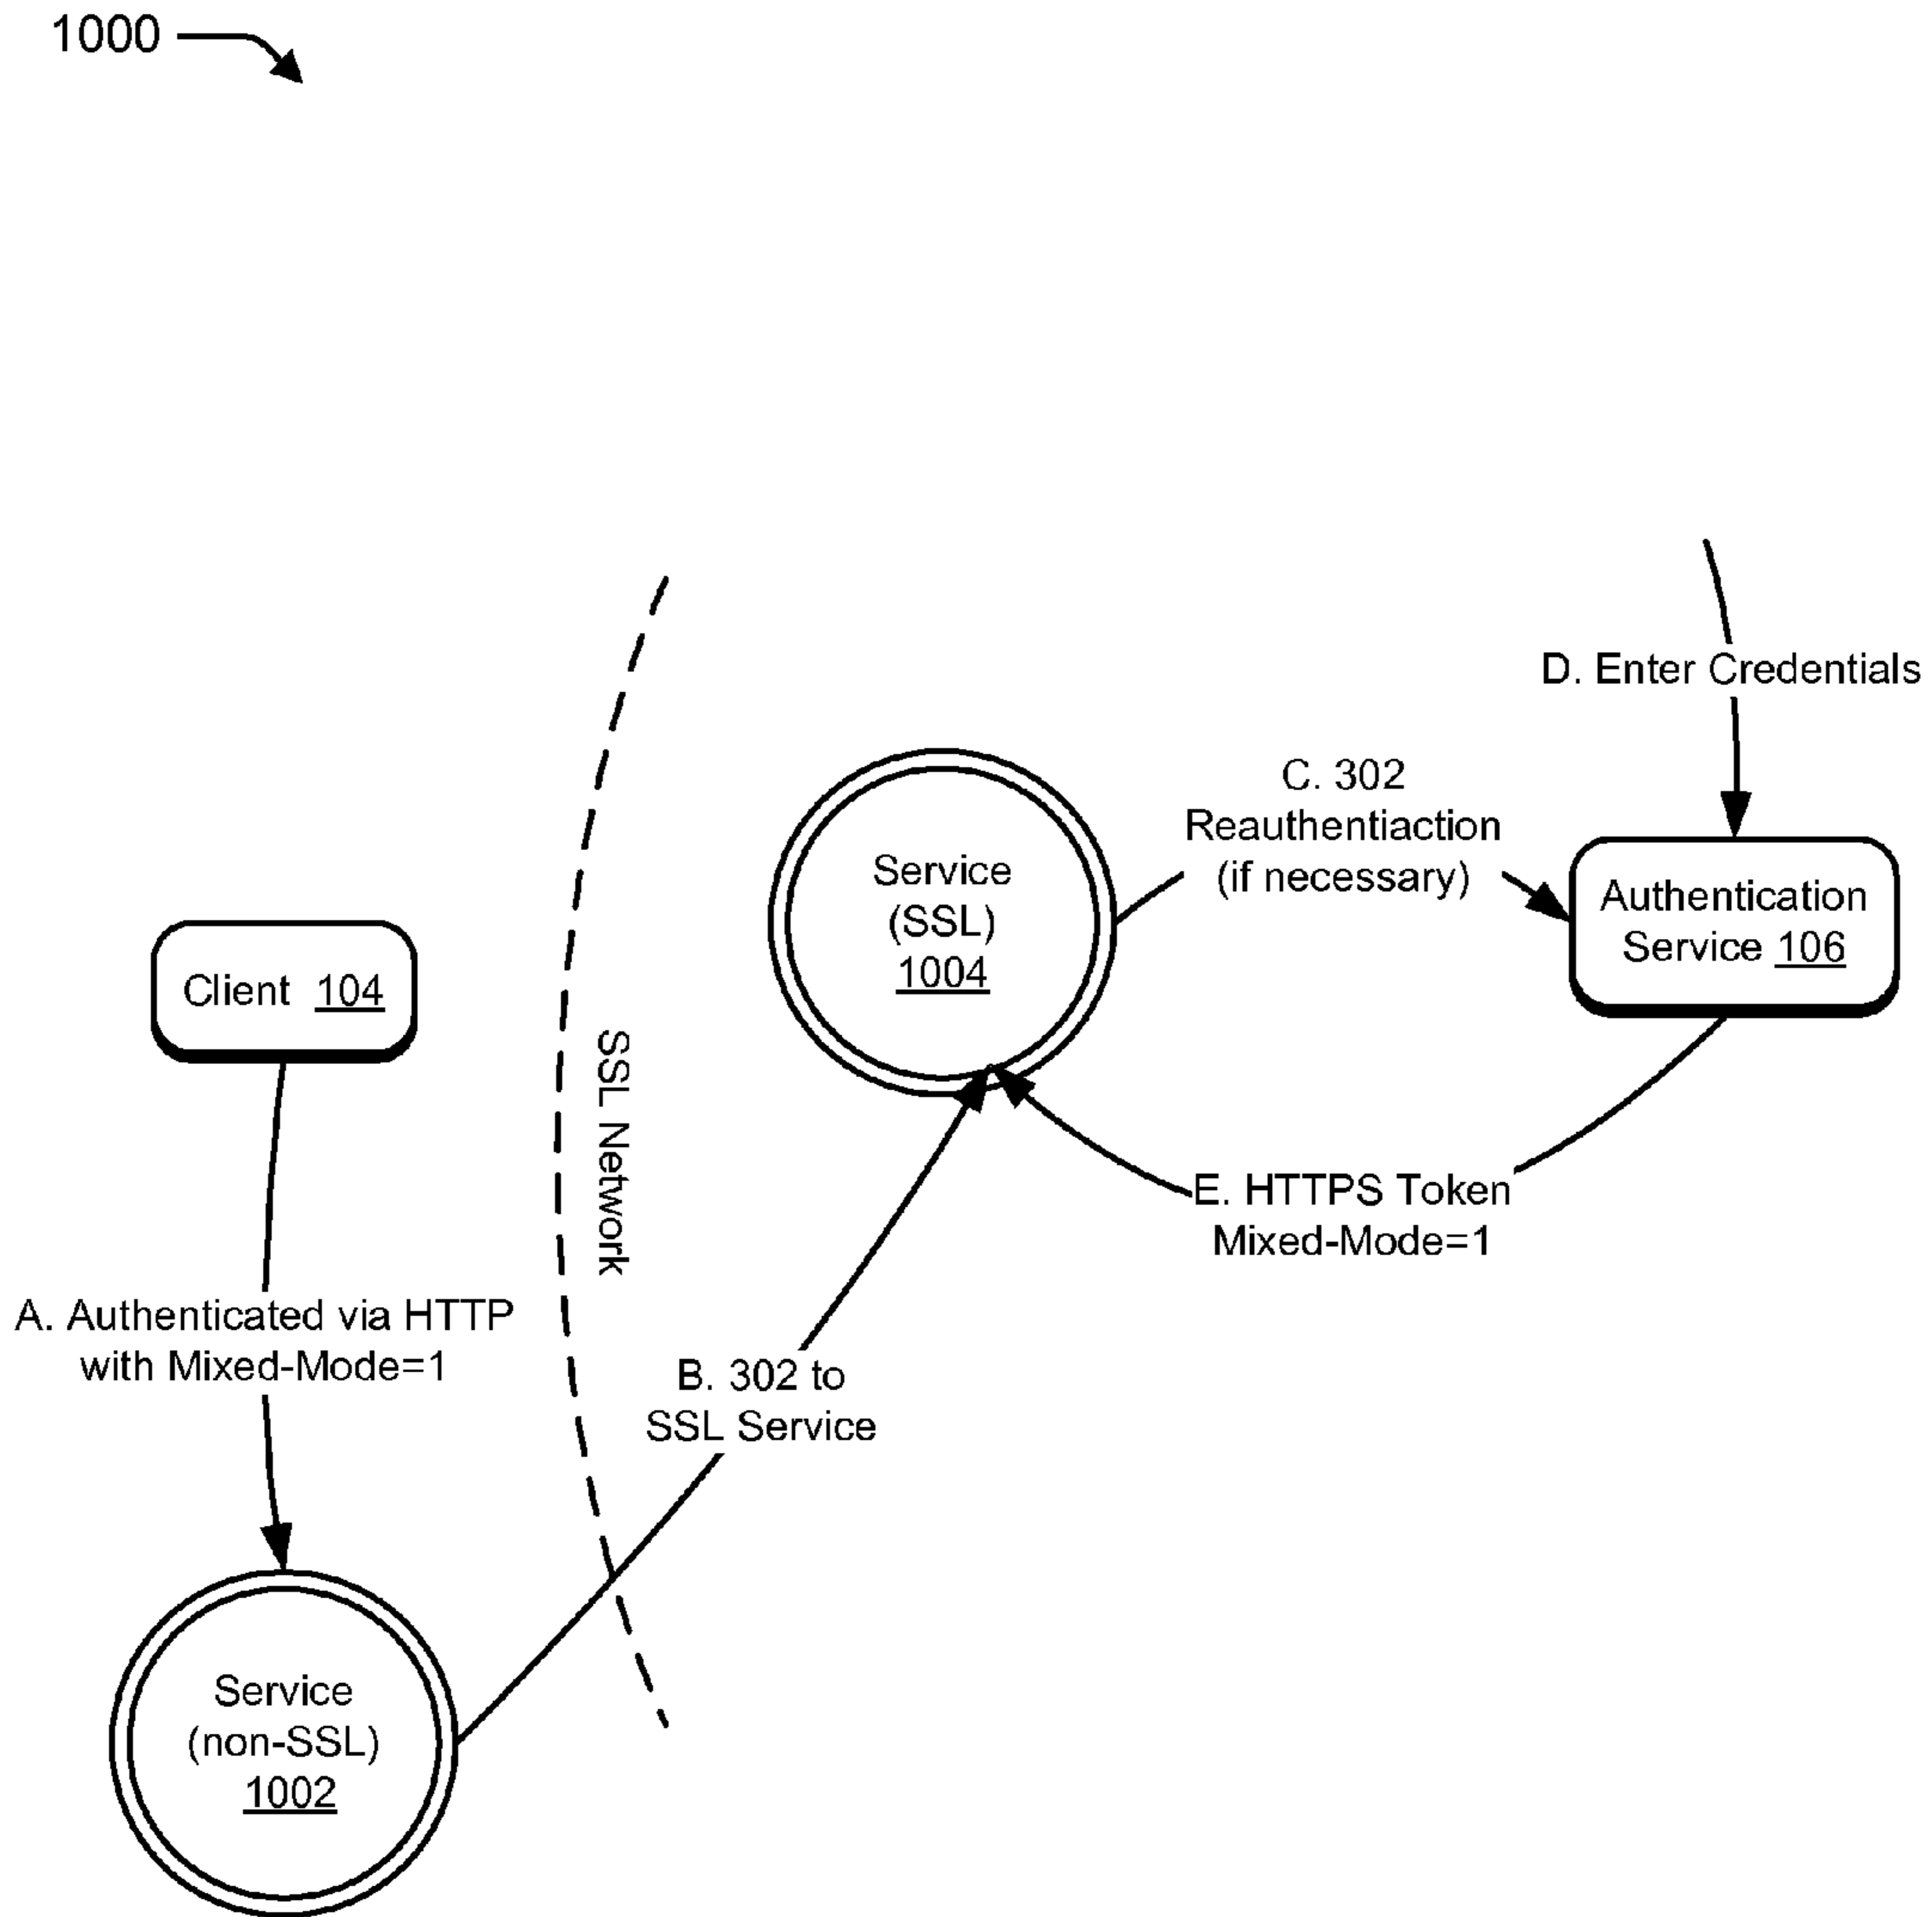 1000
D. Enter Credentials
C. 302
Reauthentiaction
(if necessary)
Service
(SSL)
1004
Authentication
Service 106
Client 104
SSL Network
E. HTTPS Token
Mixed-Mode=1
A. Authenticated via HTTP
with Mixed-Mode=1
B. 302 to
SSL Service
Service
(non-SSL)
1002